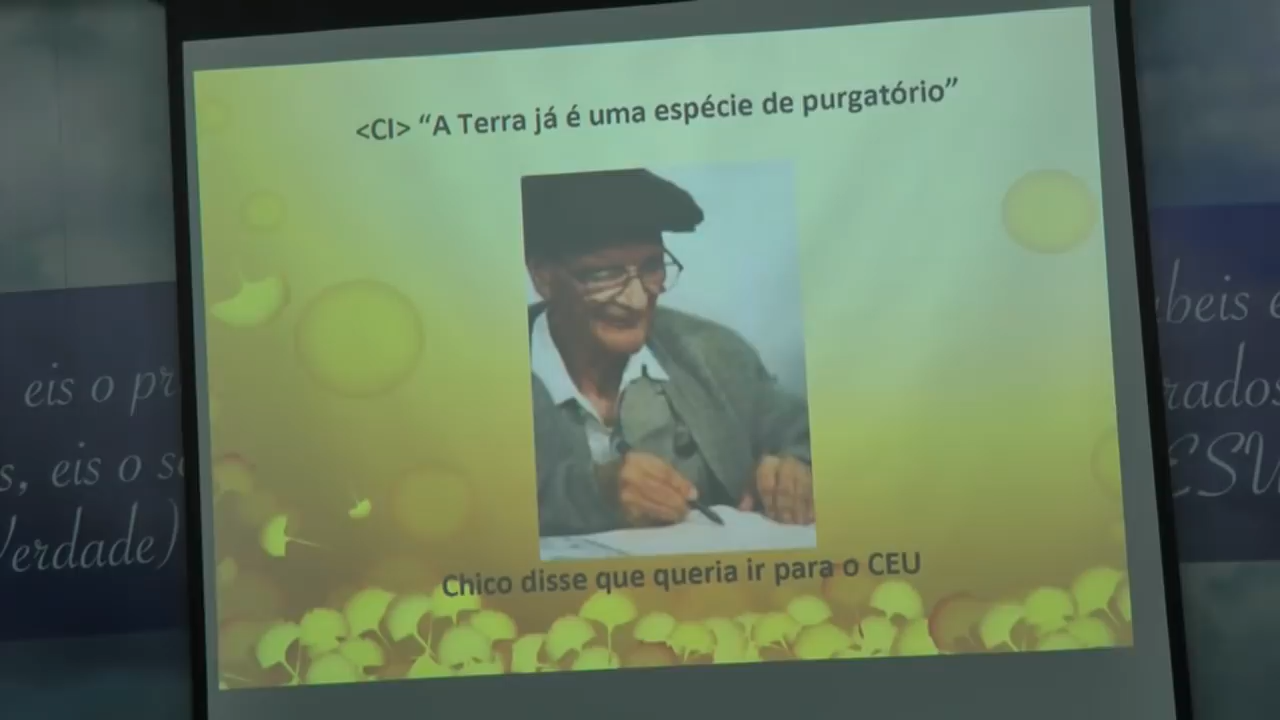 <CI> “A Terra já é uma espécie de purgatório”
Chico disse que queria ir para o CEU
eis o pr
s, eis o s
Verdade)
beis
rados
ESV